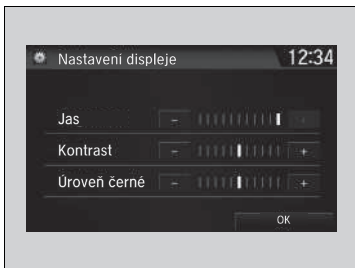 Nastavení displeje 12:34
Jas - +
Kontrast - +
Úroveň černé - +
OK